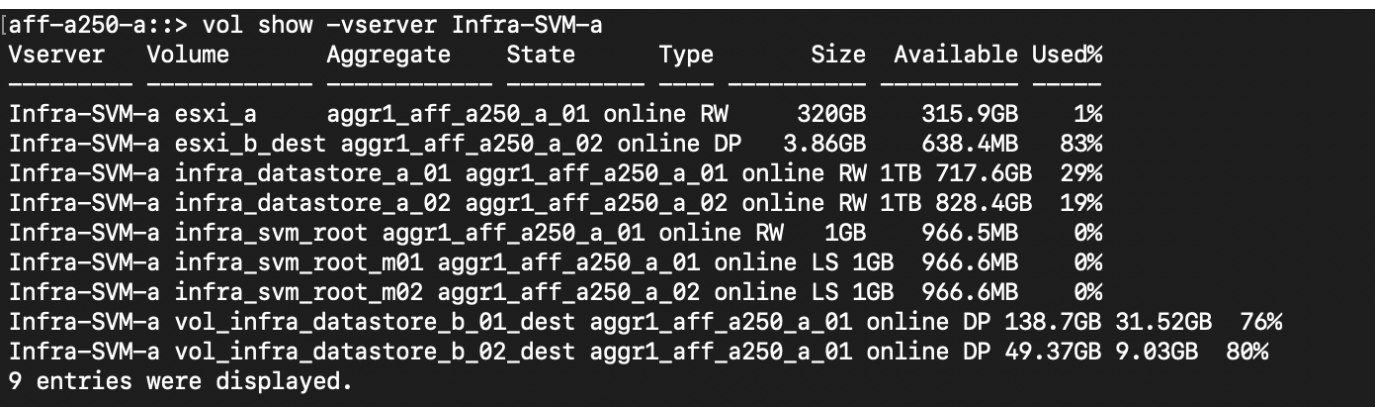 [aff-a250-a::> vol show -vserver Infra-SVM-a
Vserver   Volume       Aggregate    State      Type       Size  Available Used%
--------- ------------ ------------ ---------- ---- ---------- ---------- -----
Infra-SVM-a esxi_a     aggr1_aff_a250_a_01 online RW     320GB    315.9GB    1%
Infra-SVM-a esxi_b_dest aggr1_aff_a250_a_02 online DP   3.86GB    638.4MB   83%
Infra-SVM-a infra_datastore_a_01 aggr1_aff_a250_a_01 online RW 1TB 717.6GB  29%
Infra-SVM-a infra_datastore_a_02 aggr1_aff_a250_a_02 online RW 1TB 828.4GB  19%
Infra-SVM-a infra_svm_root aggr1_aff_a250_a_01 online RW   1GB    966.5MB    0%
Infra-SVM-a infra_svm_root_m01 aggr1_aff_a250_a_01 online LS 1GB  966.6MB    0%
Infra-SVM-a infra_svm_root_m02 aggr1_aff_a250_a_02 online LS 1GB  966.6MB    0%
Infra-SVM-a vol_infra_datastore_b_01_dest aggr1_aff_a250_a_01 online DP 138.7GB 31.52GB  76%
Infra-SVM-a vol_infra_datastore_b_02_dest aggr1_aff_a250_a_01 online DP 49.37GB 9.03GB  80%
9 entries were displayed.